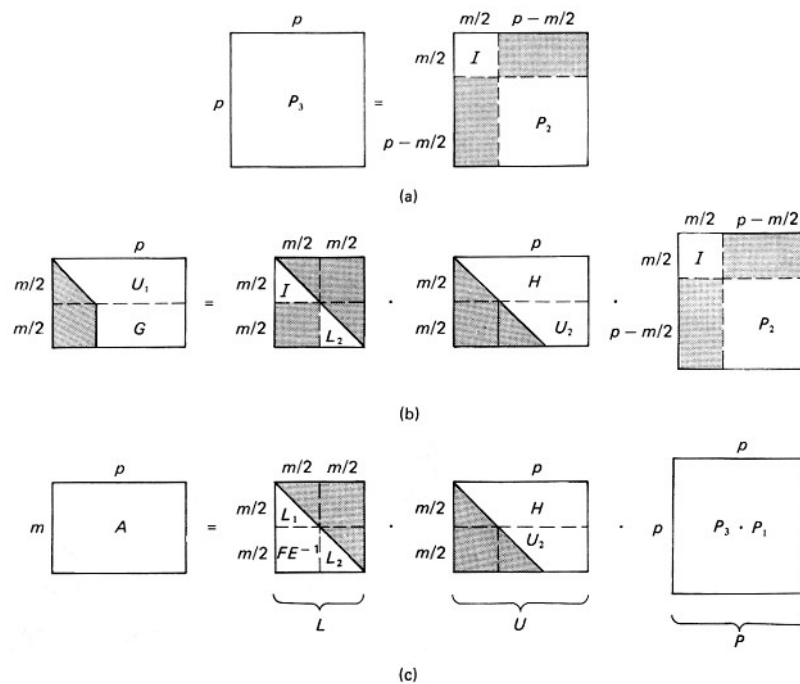 p
m/2 p − m/2
p P₃ = m/2 I
p − m/2 P₂
(a)
m/2 p − m/2
p m/2 m/2 p
m/2 U₁ = m/2 I · m/2 H · m/2 I
m/2 G m/2 L₂ m/2 U₂ p − m/2 P₂
(b)
p m/2 m/2 p p
m A = m/2 L₁ · m/2 H · p P₃ · P₁
m/2 FE⁻¹ L₂ m/2 U₂
L U P
(c)